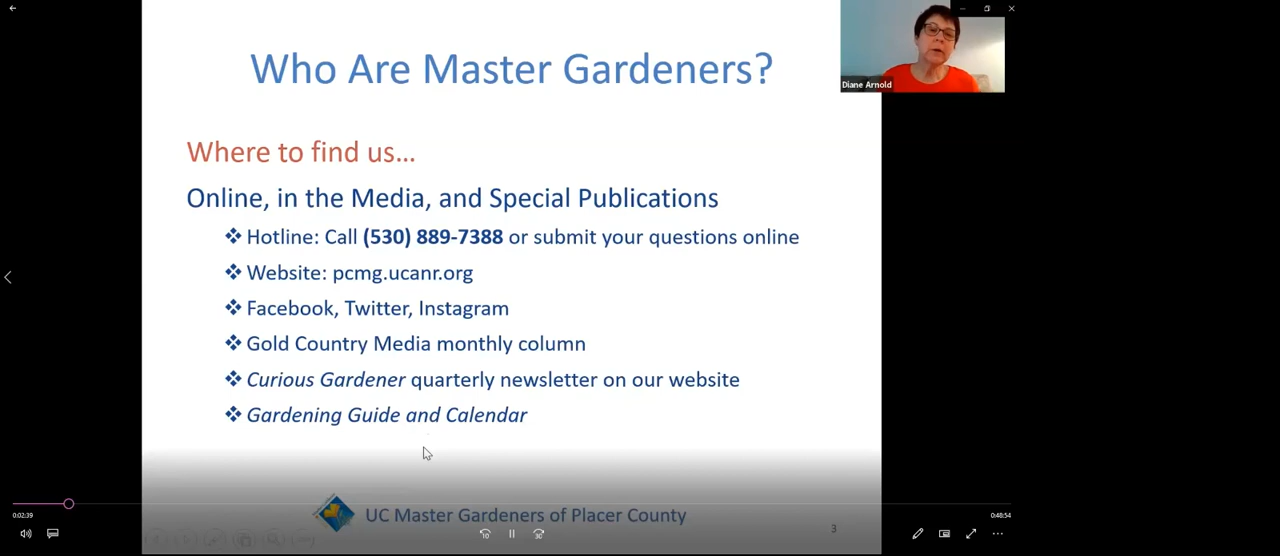 Who Are Master Gardeners?
Diane Arnold
Where to find us…
Online, in the Media, and Special Publications
❖ Hotline: Call (530) 889-7388 or submit your questions online
❖ Website: pcmg.ucanr.org
❖ Facebook, Twitter, Instagram
❖ Gold Country Media monthly column
❖ Curious Gardener quarterly newsletter on our website
❖ Gardening Guide and Calendar
UC Master Gardeners of Placer County
3
0:02:39
0:48:54
10
30